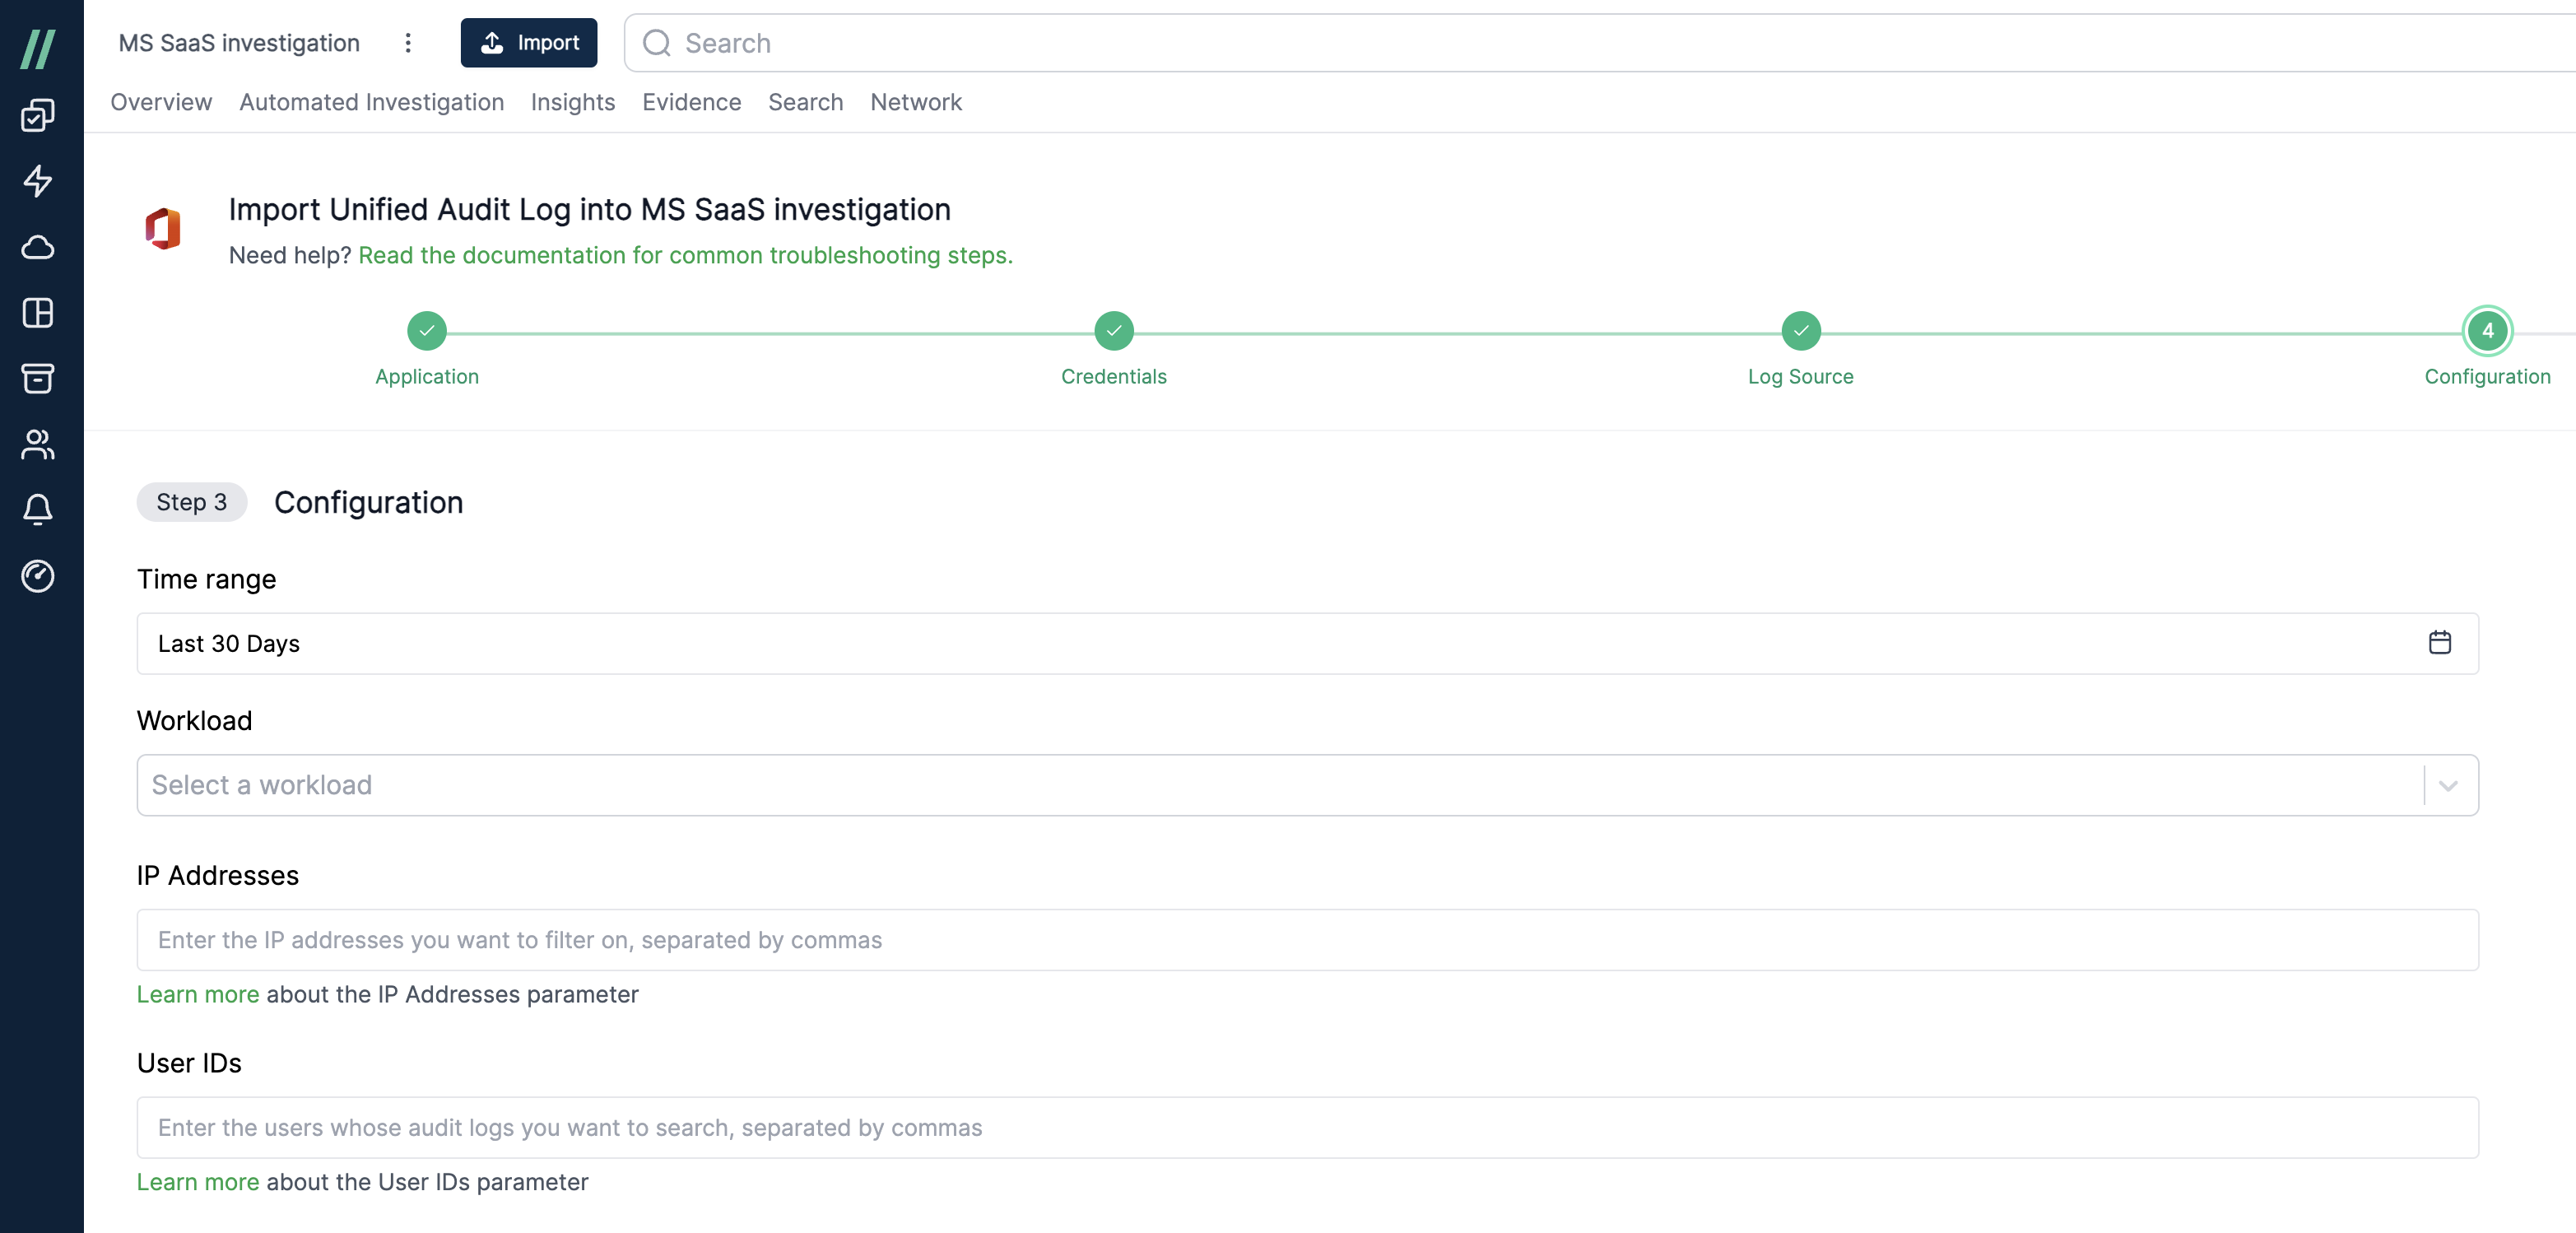 MS SaaS investigation
Import
Search
Overview Automated Investigation Insights Evidence Search Network
Import Unified Audit Log into MS SaaS investigation
Need help? Read the documentation for common troubleshooting steps.
4
Application Credentials Log Source Configuration
Step 3 Configuration
Time range
Last 30 Days
Workload
Select a workload
IP Addresses
Enter the IP addresses you want to filter on, separated by commas
Learn more about the IP Addresses parameter
User IDs
Enter the users whose audit logs you want to search, separated by commas
Learn more about the User IDs parameter